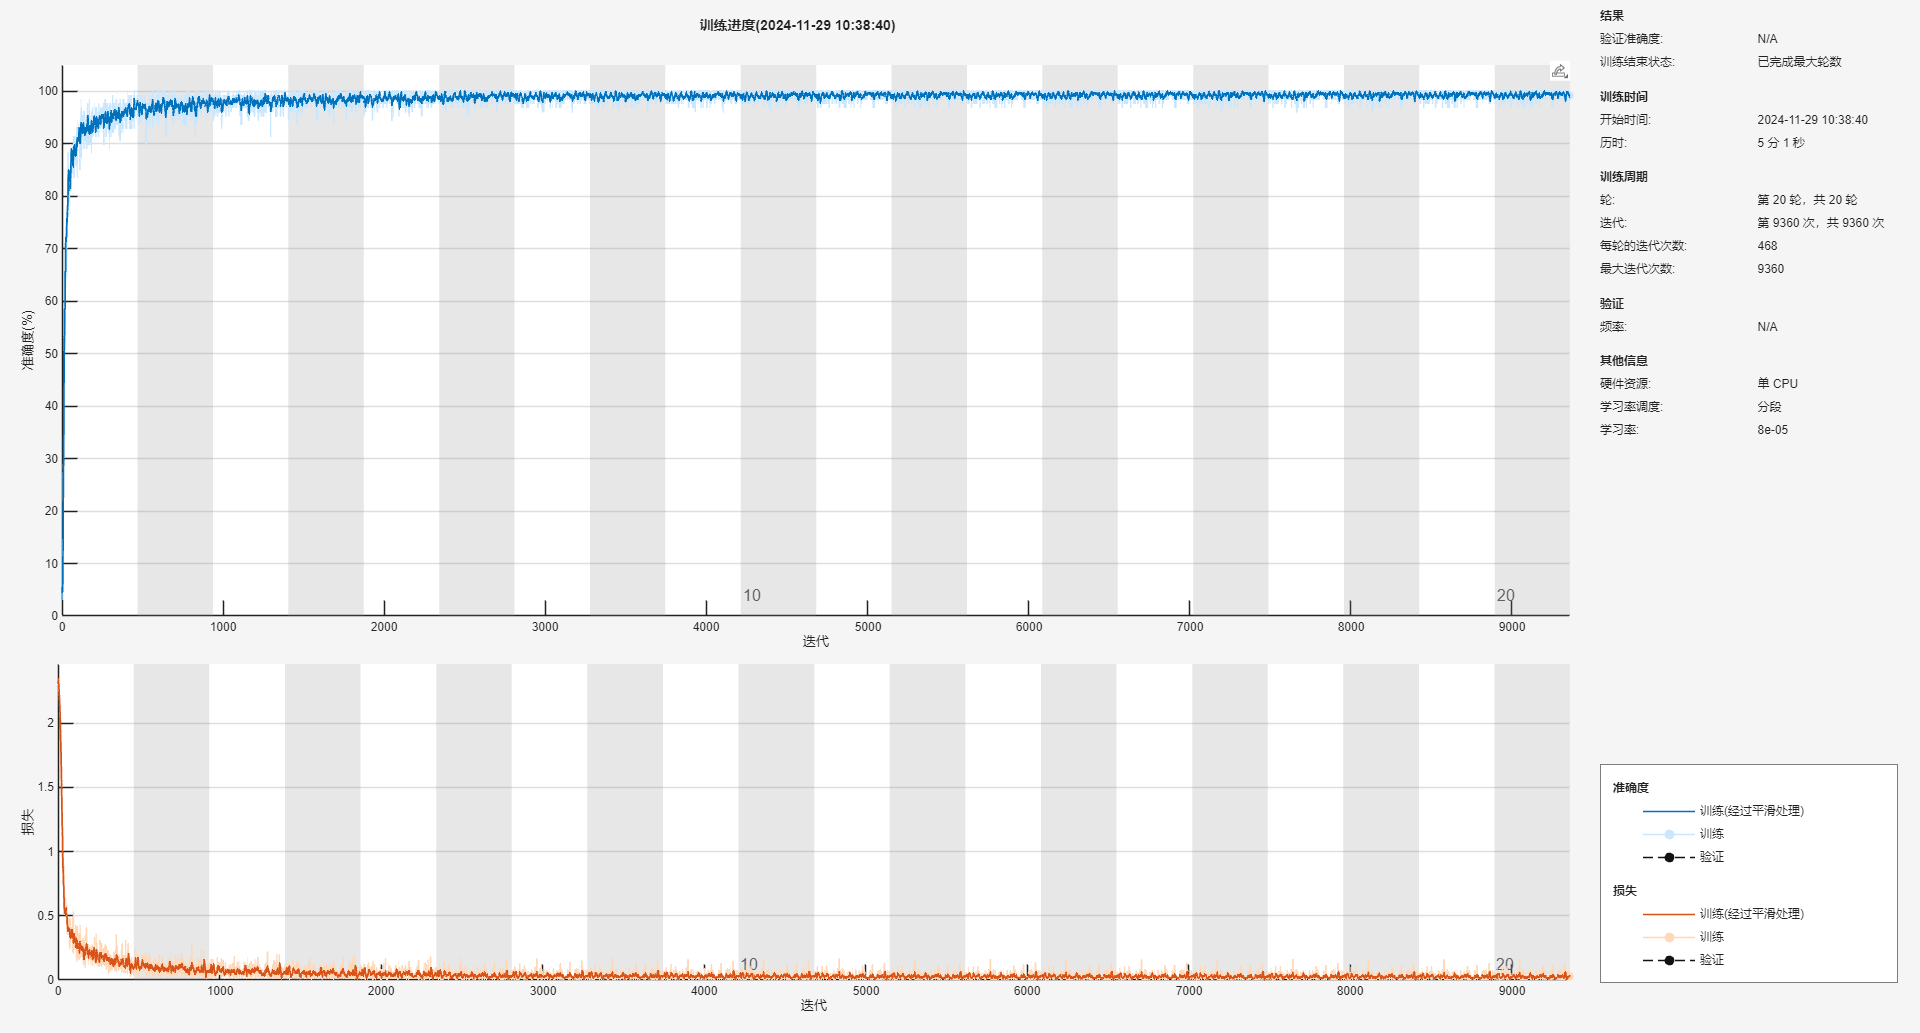 训练进度(2024-11-29 10:38:40)
100
90
80
70
60
50
40
30
20
10
0
准确度(%)
10
20
0 1000 2000 3000 4000 5000 6000 7000 8000 9000
迭代
2
1.5
1
0.5
0
损失
10
20
0 1000 2000 3000 4000 5000 6000 7000 8000 9000
迭代
结果
验证准确度: N/A
训练结束状态: 已完成最大轮数
训练时间
开始时间: 2024-11-29 10:38:40
历时: 5 分 1 秒
训练周期
轮: 第 20 轮，共 20 轮
迭代: 第 9360 次，共 9360 次
每轮的迭代次数: 468
最大迭代次数: 9360
验证
频率: N/A
其他信息
硬件资源: 单 CPU
学习率调度: 分段
学习率: 8e-05
准确度
训练(经过平滑处理)
训练
验证
损失
训练(经过平滑处理)
训练
验证